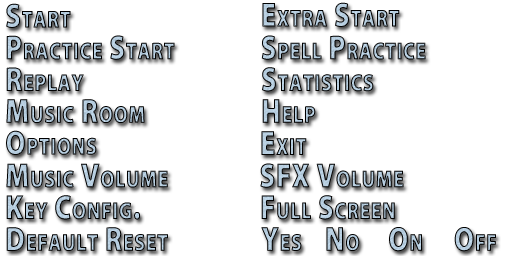 Start
Practice Start
Replay
Music Room
Options
Music Volume
Key Config.
Default Reset
Extra Start
Spell Practice
Statistics
Help
Exit
SFX Volume
Full Screen
Yes No On Off